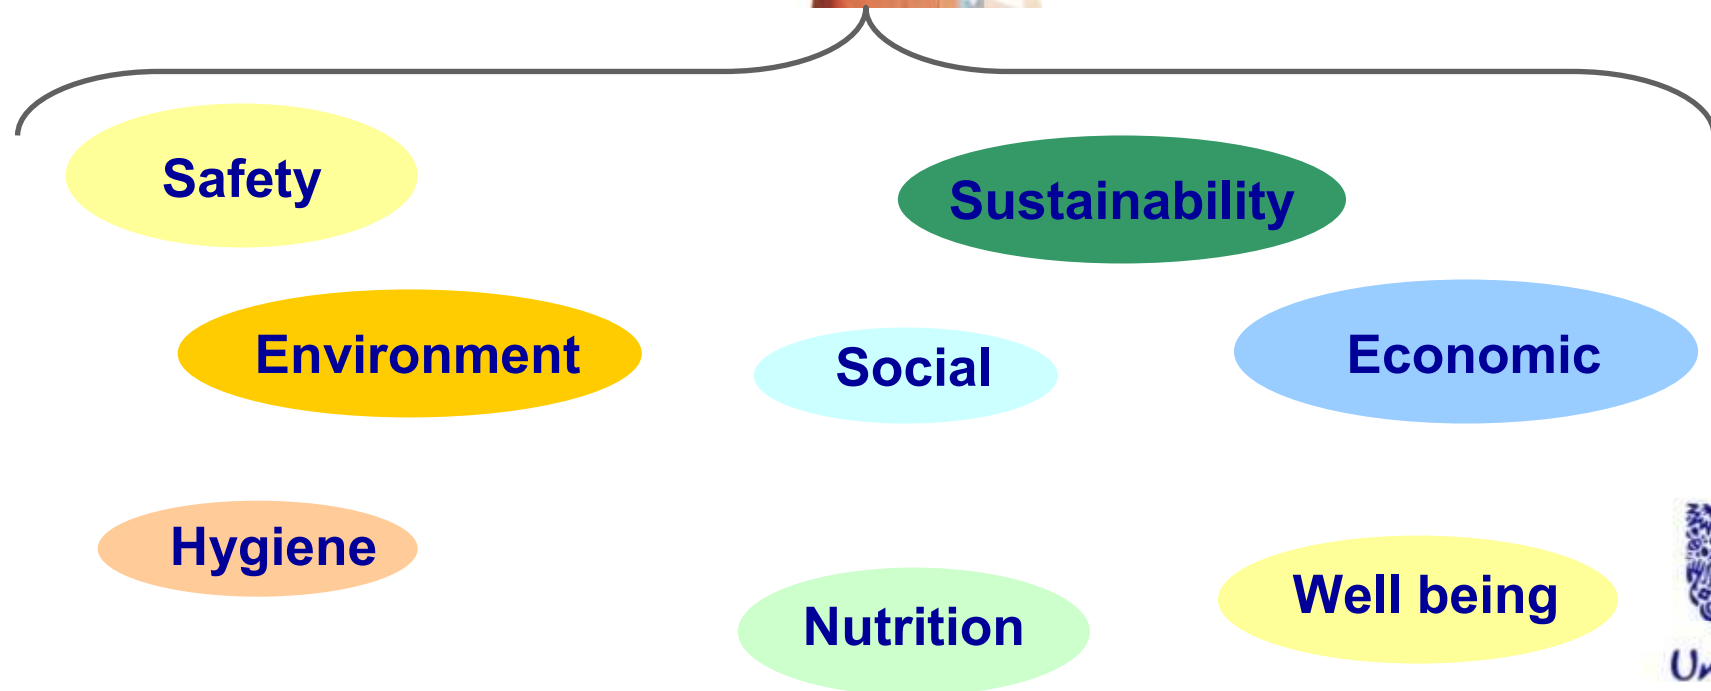 Safety
Sustainability
Environment
Social
Economic
Hygiene
Nutrition
Well being